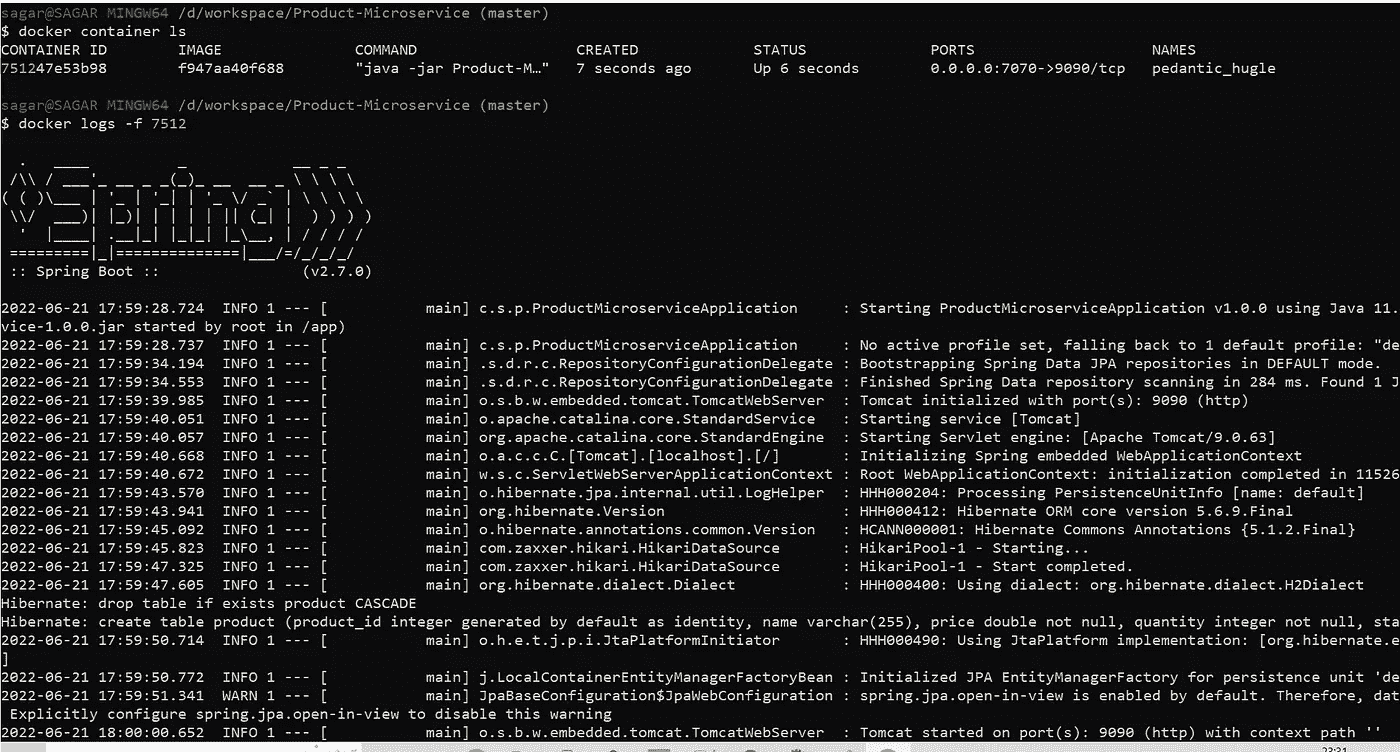 sagar@SAGAR MINGW64 /d/workspace/Product-Microservice (master)
$ docker container ls
CONTAINER ID        IMAGE               COMMAND                  CREATED             STATUS              PORTS                    NAMES
751247e53b98        f947aa40f688        "java -jar Product-M…"   7 seconds ago       Up 6 seconds        0.0.0.0:7070->9090/tcp   pedantic_hugle
sagar@SAGAR MINGW64 /d/workspace/Product-Microservice (master)
$ docker logs -f 7512
Spring
:: Spring Boot ::                (v2.7.0)
2022-06-21 17:59:28.724  INFO 1 --- [           main] c.s.p.ProductMicroserviceApplication     : Starting ProductMicroserviceApplication v1.0.0 using Java 11.
vice-1.0.0.jar started by root in /app)
2022-06-21 17:59:28.737  INFO 1 --- [           main] c.s.p.ProductMicroserviceApplication     : No active profile set, falling back to 1 default profile: "de
2022-06-21 17:59:34.194  INFO 1 --- [           main] .s.d.r.c.RepositoryConfigurationDelegate : Bootstrapping Spring Data JPA repositories in DEFAULT mode.
2022-06-21 17:59:34.553  INFO 1 --- [           main] .s.d.r.c.RepositoryConfigurationDelegate : Finished Spring Data repository scanning in 284 ms. Found 1 J
2022-06-21 17:59:39.985  INFO 1 --- [           main] o.s.b.w.embedded.tomcat.TomcatWebServer  : Tomcat initialized with port(s): 9090 (http)
2022-06-21 17:59:40.051  INFO 1 --- [           main] o.apache.catalina.core.StandardService   : Starting service [Tomcat]
2022-06-21 17:59:40.057  INFO 1 --- [           main] org.apache.catalina.core.StandardEngine  : Starting Servlet engine: [Apache Tomcat/9.0.63]
2022-06-21 17:59:40.668  INFO 1 --- [           main] o.a.c.c.C.[Tomcat].[localhost].[/]       : Initializing Spring embedded WebApplicationContext
2022-06-21 17:59:40.672  INFO 1 --- [           main] w.s.c.ServletWebServerApplicationContext : Root WebApplicationContext: initialization completed in 11526
2022-06-21 17:59:43.570  INFO 1 --- [           main] o.hibernate.jpa.internal.util.LogHelper  : HHH000204: Processing PersistenceUnitInfo [name: default]
2022-06-21 17:59:43.941  INFO 1 --- [           main] org.hibernate.Version                    : HHH000412: Hibernate ORM core version 5.6.9.Final
2022-06-21 17:59:45.092  INFO 1 --- [           main] o.hibernate.annotations.common.Version   : HCANN000001: Hibernate Commons Annotations {5.1.2.Final}
2022-06-21 17:59:45.823  INFO 1 --- [           main] com.zaxxer.hikari.HikariDataSource       : HikariPool-1 - Starting...
2022-06-21 17:59:47.325  INFO 1 --- [           main] com.zaxxer.hikari.HikariDataSource       : HikariPool-1 - Start completed.
2022-06-21 17:59:47.605  INFO 1 --- [           main] org.hibernate.dialect.Dialect            : HHH000400: Using dialect: org.hibernate.dialect.H2Dialect
Hibernate: drop table if exists product CASCADE
Hibernate: create table product (product_id integer generated by default as identity, name varchar(255), price double not null, quantity integer not null, sta
2022-06-21 17:59:50.714  INFO 1 --- [           main] o.h.e.t.j.p.i.JtaPlatformInitiator       : HHH000490: Using JtaPlatform implementation: [org.hibernate.e
]
2022-06-21 17:59:50.772  INFO 1 --- [           main] j.LocalContainerEntityManagerFactoryBean : Initialized JPA EntityManagerFactory for persistence unit 'de
2022-06-21 17:59:51.341  WARN 1 --- [           main] JpaBaseConfiguration$JpaWebConfiguration : spring.jpa.open-in-view is enabled by default. Therefore, dat
 Explicitly configure spring.jpa.open-in-view to disable this warning
2022-06-21 18:00:00.652  INFO 1 --- [           main] o.s.b.w.embedded.tomcat.TomcatWebServer  : Tomcat started on port(s): 9090 (http) with context path ''